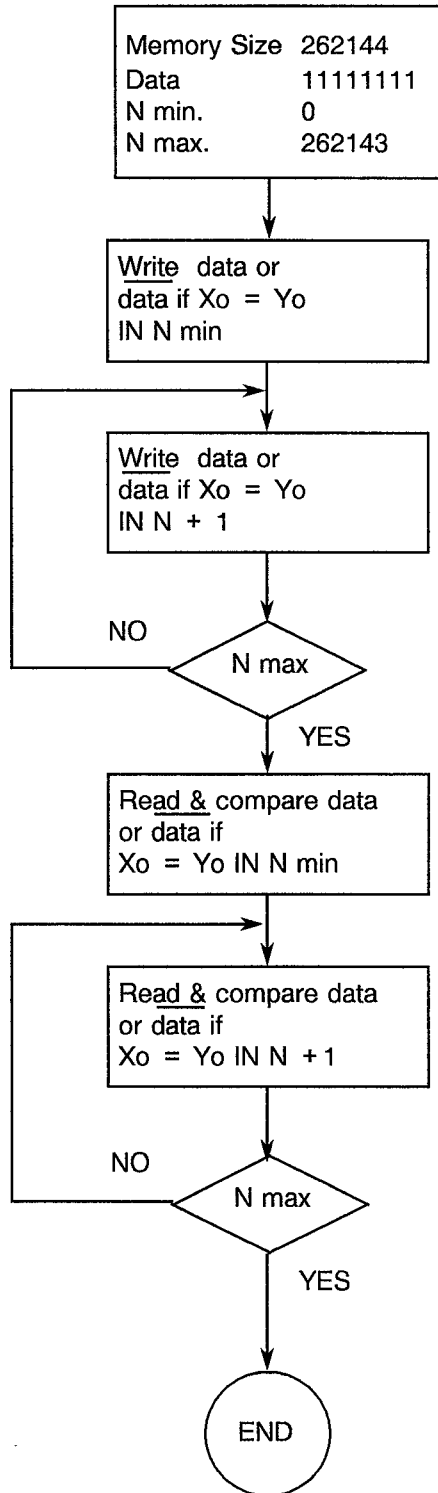 Memory Size 262144
Data 11111111
N min. 0
N max. 262143
Write data or
data if Xo = Yo
IN N min
Write data or
data if Xo = Yo
IN N + 1
NO
N max
YES
Read & compare data
or data if
Xo = Yo IN N min
Read & compare data
or data if
Xo = Yo IN N + 1
NO
N max
YES
END